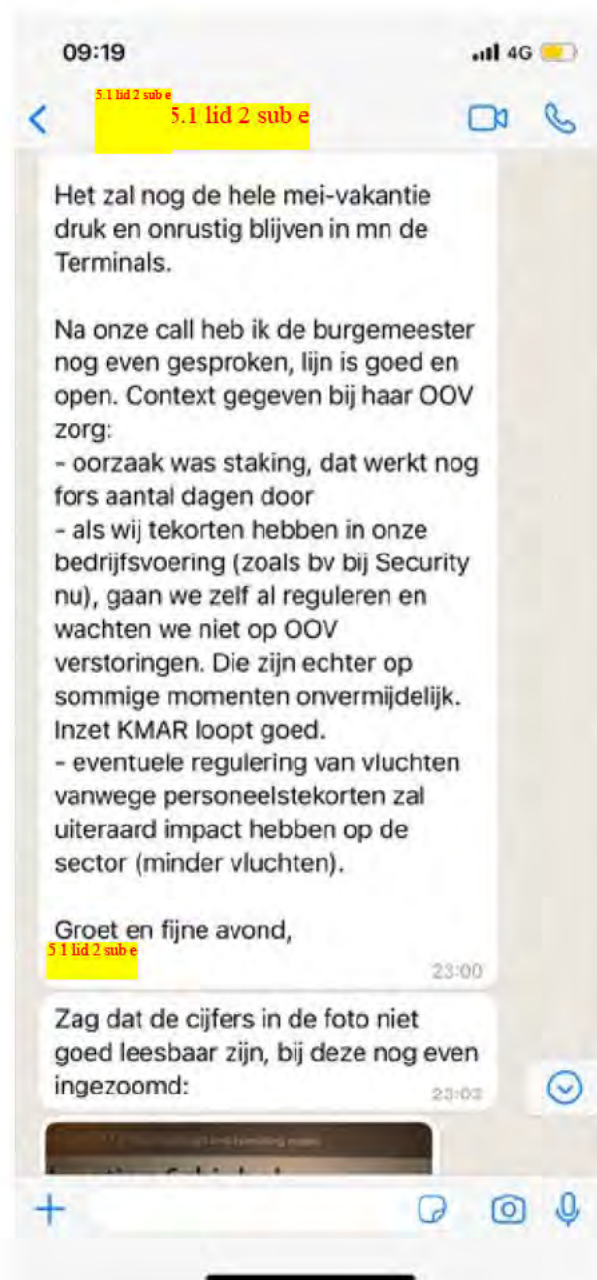 09:19
4G
5.1 lid 2 sub e
5.1 lid 2 sub e
Het zal nog de hele mei-vakantie
druk en onrustig blijven in mn de
Terminals.
Na onze call heb ik de burgemeester
nog even gesproken, lijn is goed en
open. Context gegeven bij haar OOV
zorg:
- oorzaak was staking, dat werkt nog
fors aantal dagen door
- als wij tekorten hebben in onze
bedrijfsvoering (zoals bv bij Security
nu), gaan we zelf al reguleren en
wachten we niet op OOV
verstoringen. Die zijn echter op
sommige momenten onvermijdelijk.
Inzet KMAR loopt goed.
- eventuele regulering van vluchten
vanwege personeelstekorten zal
uiteraard impact hebben op de
sector (minder vluchten).
Groet en fijne avond,
5 1 lid 2 sub e
23:00
Zag dat de cijfers in de foto niet
goed leesbaar zijn, bij deze nog even
ingezoomd:
23:03